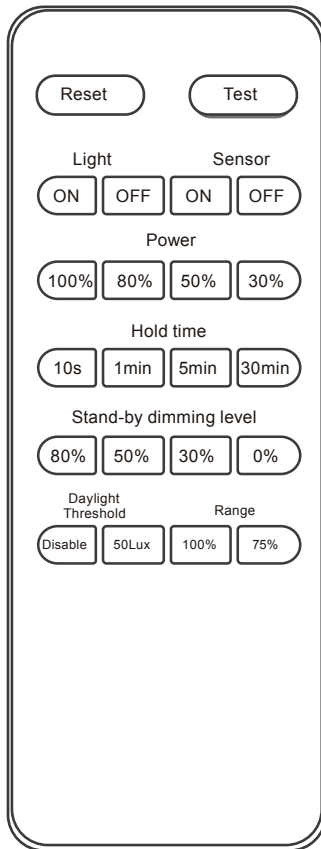 Reset Test
Light Sensor
ON OFF ON OFF
Power
100% 80% 50% 30%
Hold time
10s 1min 5min 30min
Stand-by dimming level
80% 50% 30% 0%
Daylight
Threshold Range
Disable 50Lux 100% 75%